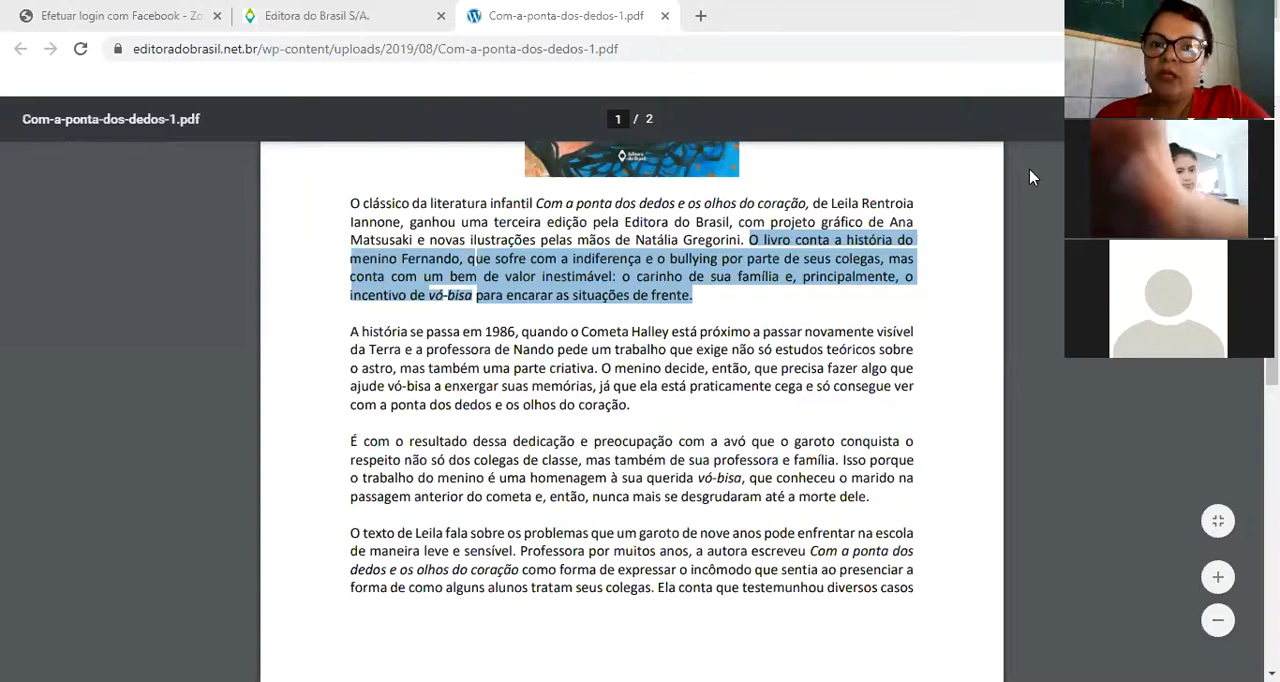 Efetuar login com Facebook - Zo
Editora do Brasil S/A.
Com-a-ponta-dos-dedos-1.pdf
editoradobrasil.net.br/wp-content/uploads/2019/08/Com-a-ponta-dos-dedos-1.pdf
Com-a-ponta-dos-dedos-1.pdf
1 / 2
Editora do Brasil
O clássico da literatura infantil Com a ponta dos dedos e os olhos do coração, de Leila Rentroia
Iannone, ganhou uma terceira edição pela Editora do Brasil, com projeto gráfico de Ana
Matsusaki e novas ilustrações pelas mãos de Natália Gregorini. O livro conta a história do
menino Fernando, que sofre com a indiferença e o bullying por parte de seus colegas, mas
conta com um bem de valor inestimável: o carinho de sua família e, principalmente, o
incentivo de vó-bisa para encarar as situações de frente.
A história se passa em 1986, quando o Cometa Halley está próximo a passar novamente visível
da Terra e a professora de Nando pede um trabalho que exige não só estudos teóricos sobre
o astro, mas também uma parte criativa. O menino decide, então, que precisa fazer algo que
ajude vó-bisa a enxergar suas memórias, já que ela está praticamente cega e só consegue ver
com a ponta dos dedos e os olhos do coração.
É com o resultado dessa dedicação e preocupação com a avó que o garoto conquista o
respeito não só dos colegas de classe, mas também de sua professora e família. Isso porque
o trabalho do menino é uma homenagem à sua querida vó-bisa, que conheceu o marido na
passagem anterior do cometa e, então, nunca mais se desgrudaram até a morte dele.
O texto de Leila fala sobre os problemas que um garoto de nove anos pode enfrentar na escola
de maneira leve e sensível. Professora por muitos anos, a autora escreveu Com a ponta dos
dedos e os olhos do coração como forma de expressar o incômodo que sentia ao presenciar a
forma de como alguns alunos tratam seus colegas. Ela conta que testemunhou diversos casos